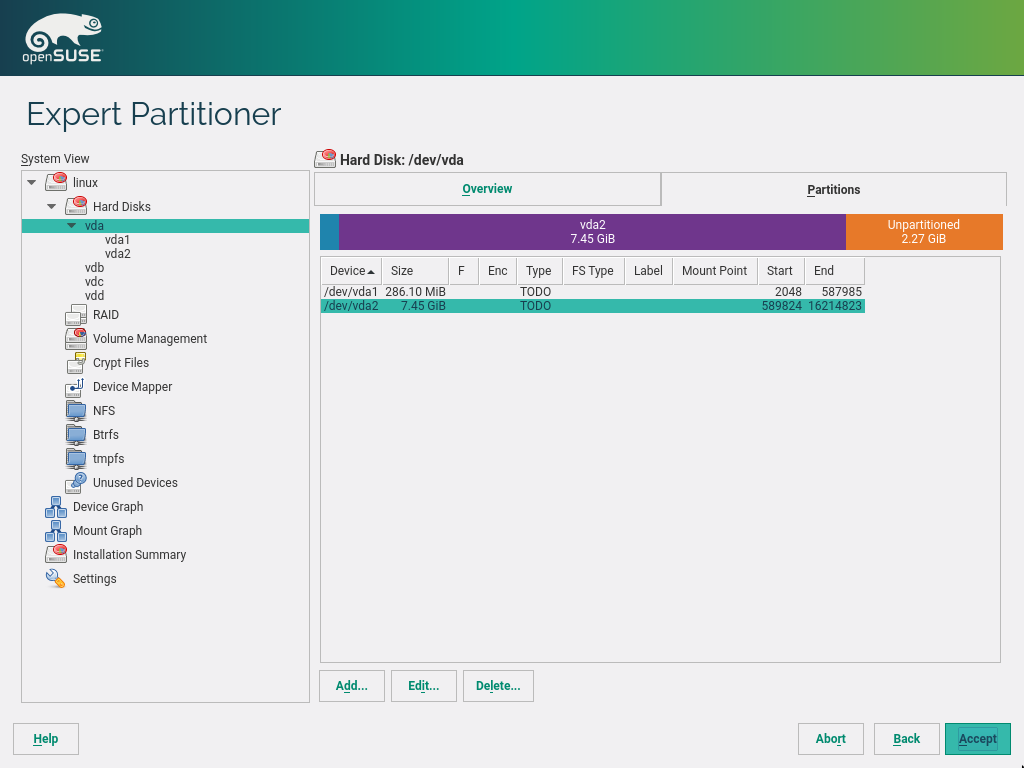 openSUSE
Expert Partitioner
System View
linux
Hard Disks
vda
vda1
vda2
vdb
vdc
vdd
RAID
Volume Management
Crypt Files
Device Mapper
NFS
Btrfs
tmpfs
Unused Devices
Device Graph
Mount Graph
Installation Summary
Settings
Hard Disk: /dev/vda
Overview Partitions
vda2 Unpartitioned
7.45 GiB 2.27 GiB
Device Size F Enc Type FS Type Label Mount Point Start End
/dev/vda1 286.10 MiB TODO 2048 587985
/dev/vda2 7.45 GiB TODO 589824 16214823
Add... Edit... Delete...
Help Abort Back Accept